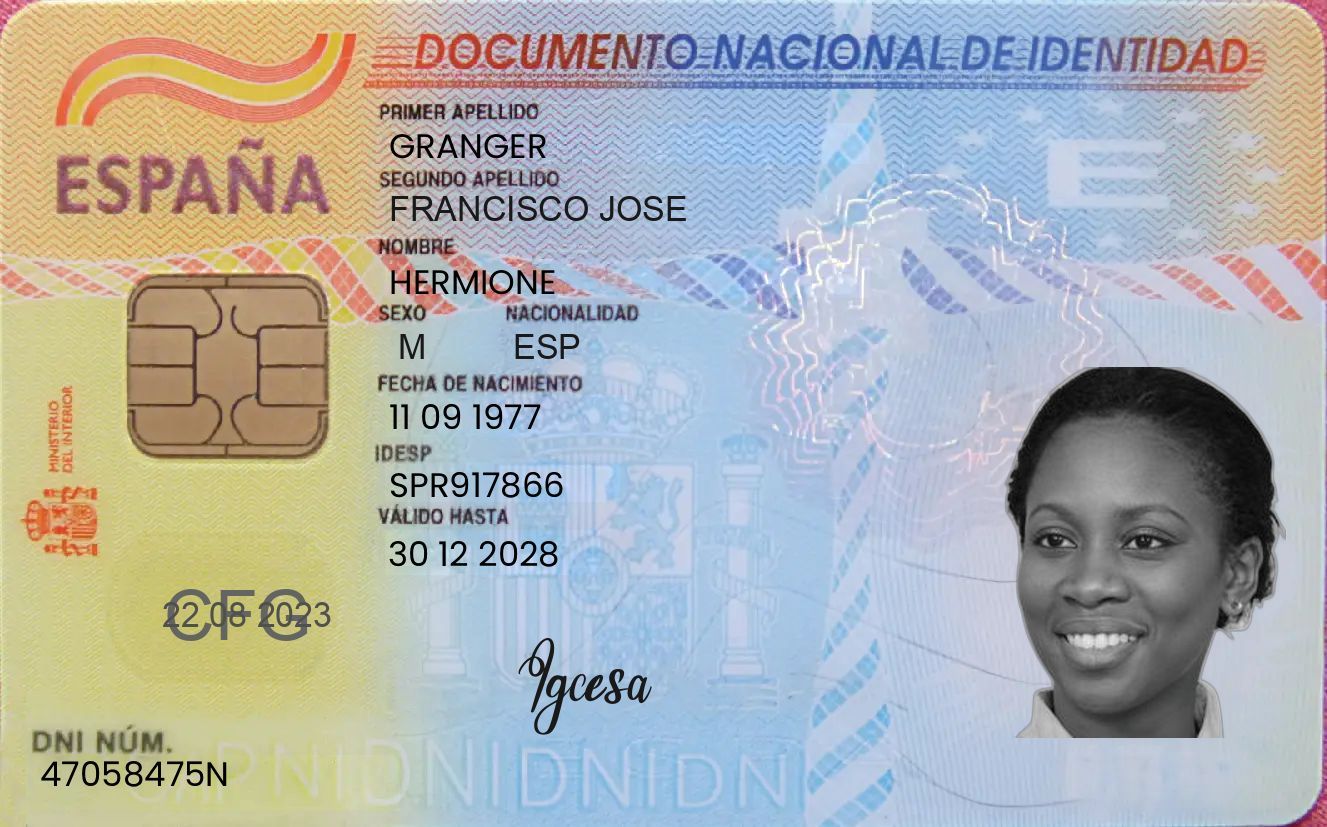 DOCUMENTO NACIONAL DE IDENTIDAD
ESPAÑA
PRIMER APELLIDO
GRANGER
SEGUNDO APELLIDO
FRANCISCO JOSE
NOMBRE
HERMIONE
SEXO NACIONALIDAD
M ESP
FECHA DE NACIMIENTO
11 09 1977
IDESP
SPR917866
VÁLIDO HASTA
30 12 2028
MINISTERIO
DEL INTERIOR
E
CFG
22 08 2023
Igcesa
DNI NÚM.
47058475N
DNIDNIDNIDNI